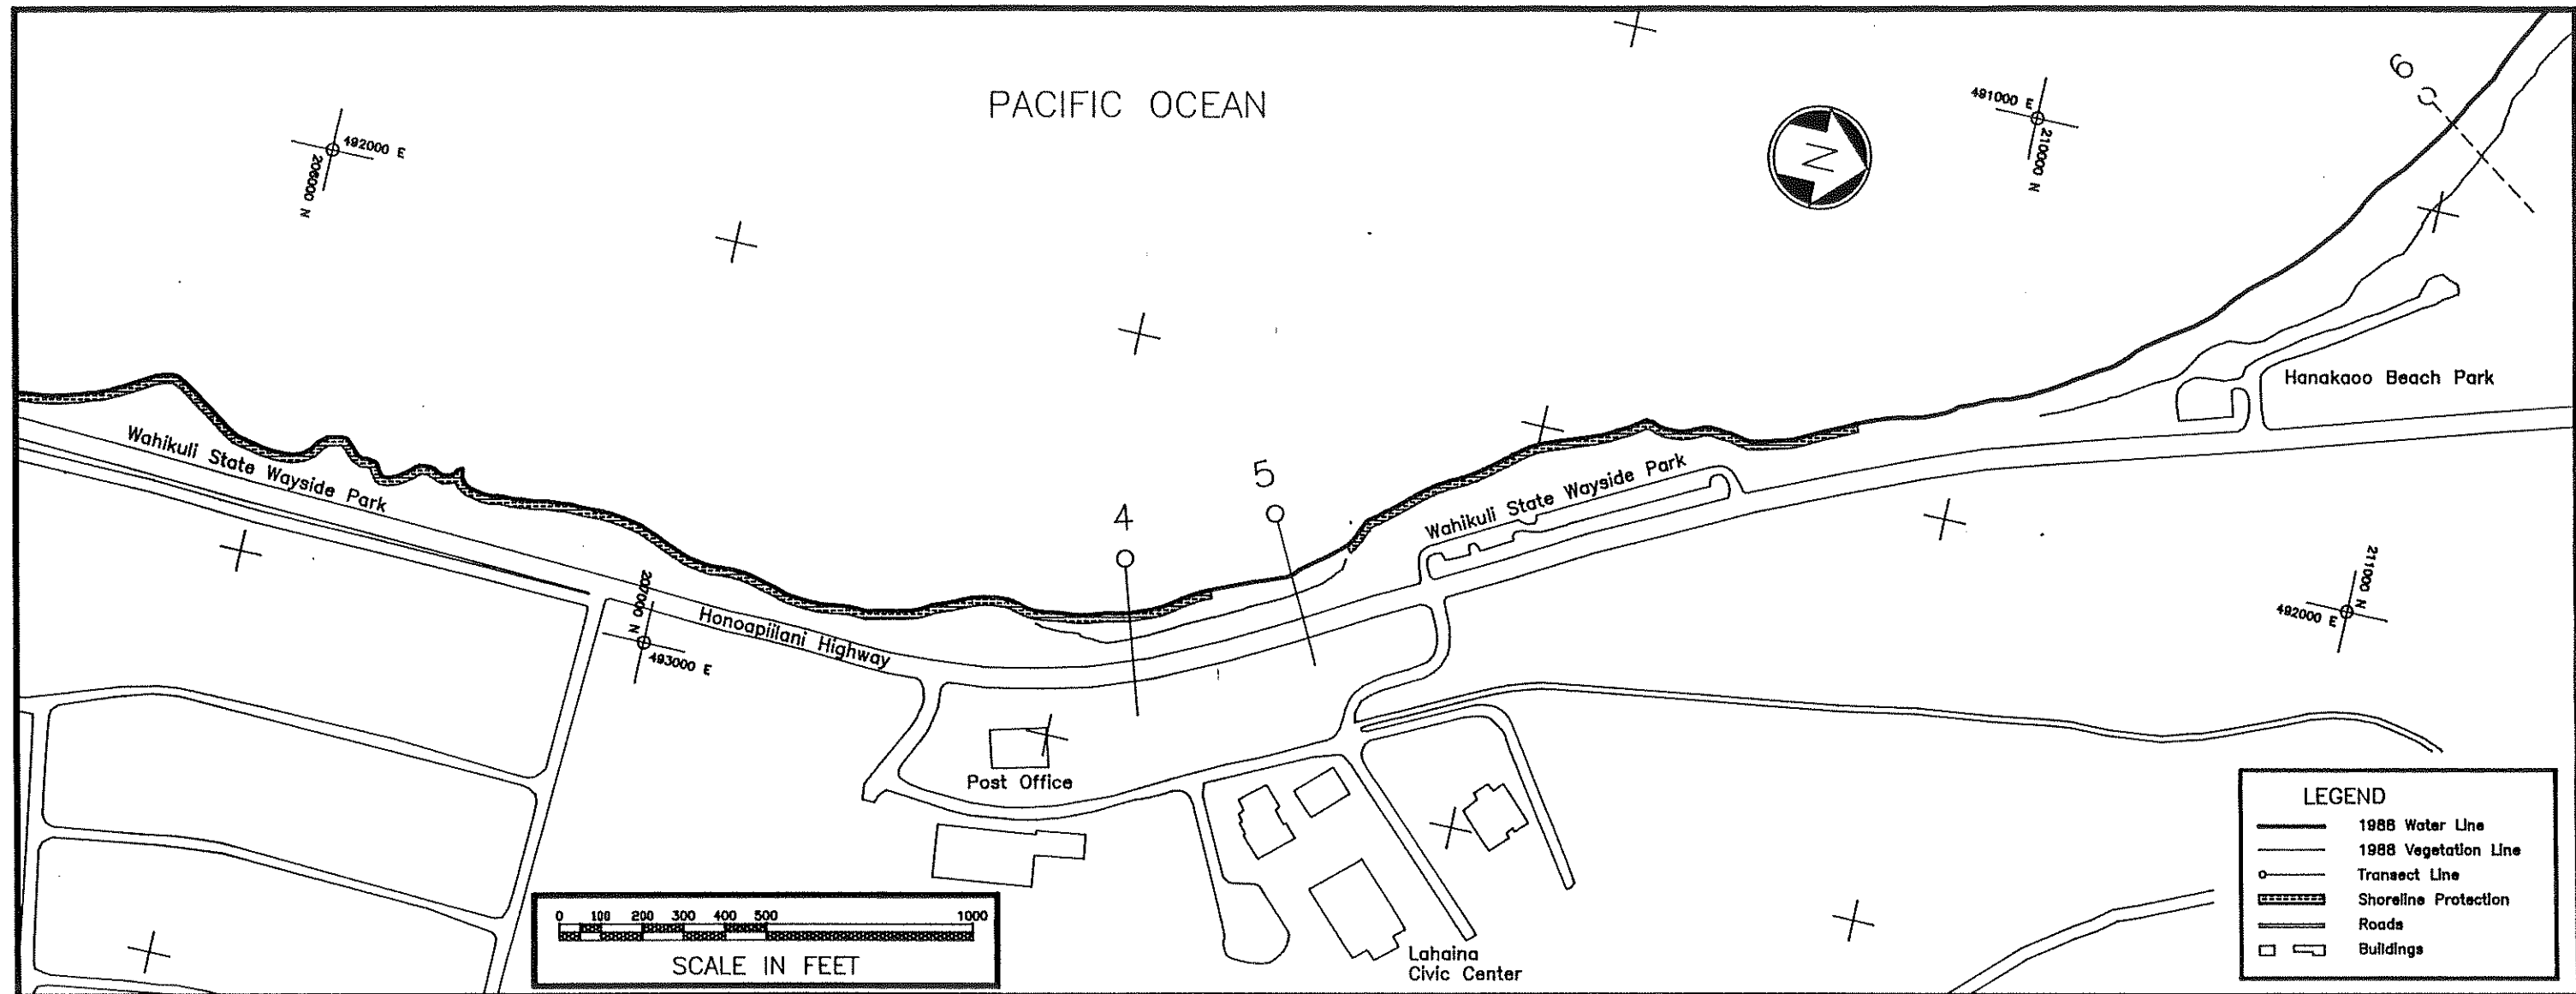 PACIFIC OCEAN
492000 E
206000 N
N
491000 E
210000 N
6
Hanakaoo Beach Park
Wahikuli State Wayside Park
4
5
Wahikuli State Wayside Park
Honoapiilani Highway
207000 N
493000 E
211000 N
492000 E
Post Office
Lahaina
Civic Center
0 100 200 300 400 500 1000
SCALE IN FEET
LEGEND
1988 Water Line
1988 Vegetation Line
Transect Line
Shoreline Protection
Roads
Buildings